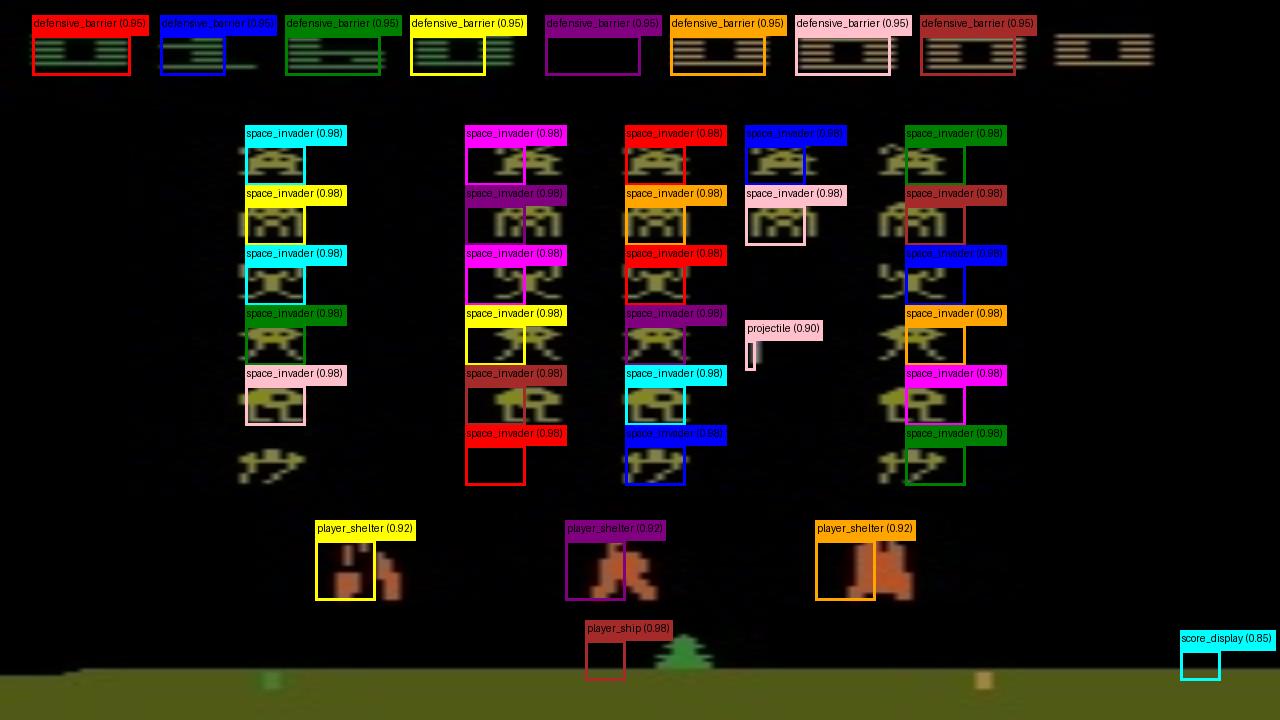 defensive_barrier (0.95) defensive_barrier (0.95) defensive_barrier (0.95) defensive_barrier (0.95) defensive_barrier (0.95) defensive_barrier (0.95) defensive_barrier (0.95) defensive_barrier (0.95)
space_invader (0.98) space_invader (0.98) space_invader (0.98) space_invader (0.98) space_invader (0.98)
space_invader (0.98) space_invader (0.98) space_invader (0.98) space_invader (0.98) space_invader (0.98)
space_invader (0.98) space_invader (0.98) space_invader (0.98) space_invader (0.98)
space_invader (0.98) space_invader (0.98) space_invader (0.98) space_invader (0.98)
projectile (0.90)
space_invader (0.98) space_invader (0.98) space_invader (0.98) space_invader (0.98)
space_invader (0.98) space_invader (0.98) space_invader (0.98)
player_shelter (0.92) player_shelter (0.92) player_shelter (0.92)
player_ship (0.98)
score_display (0.85)